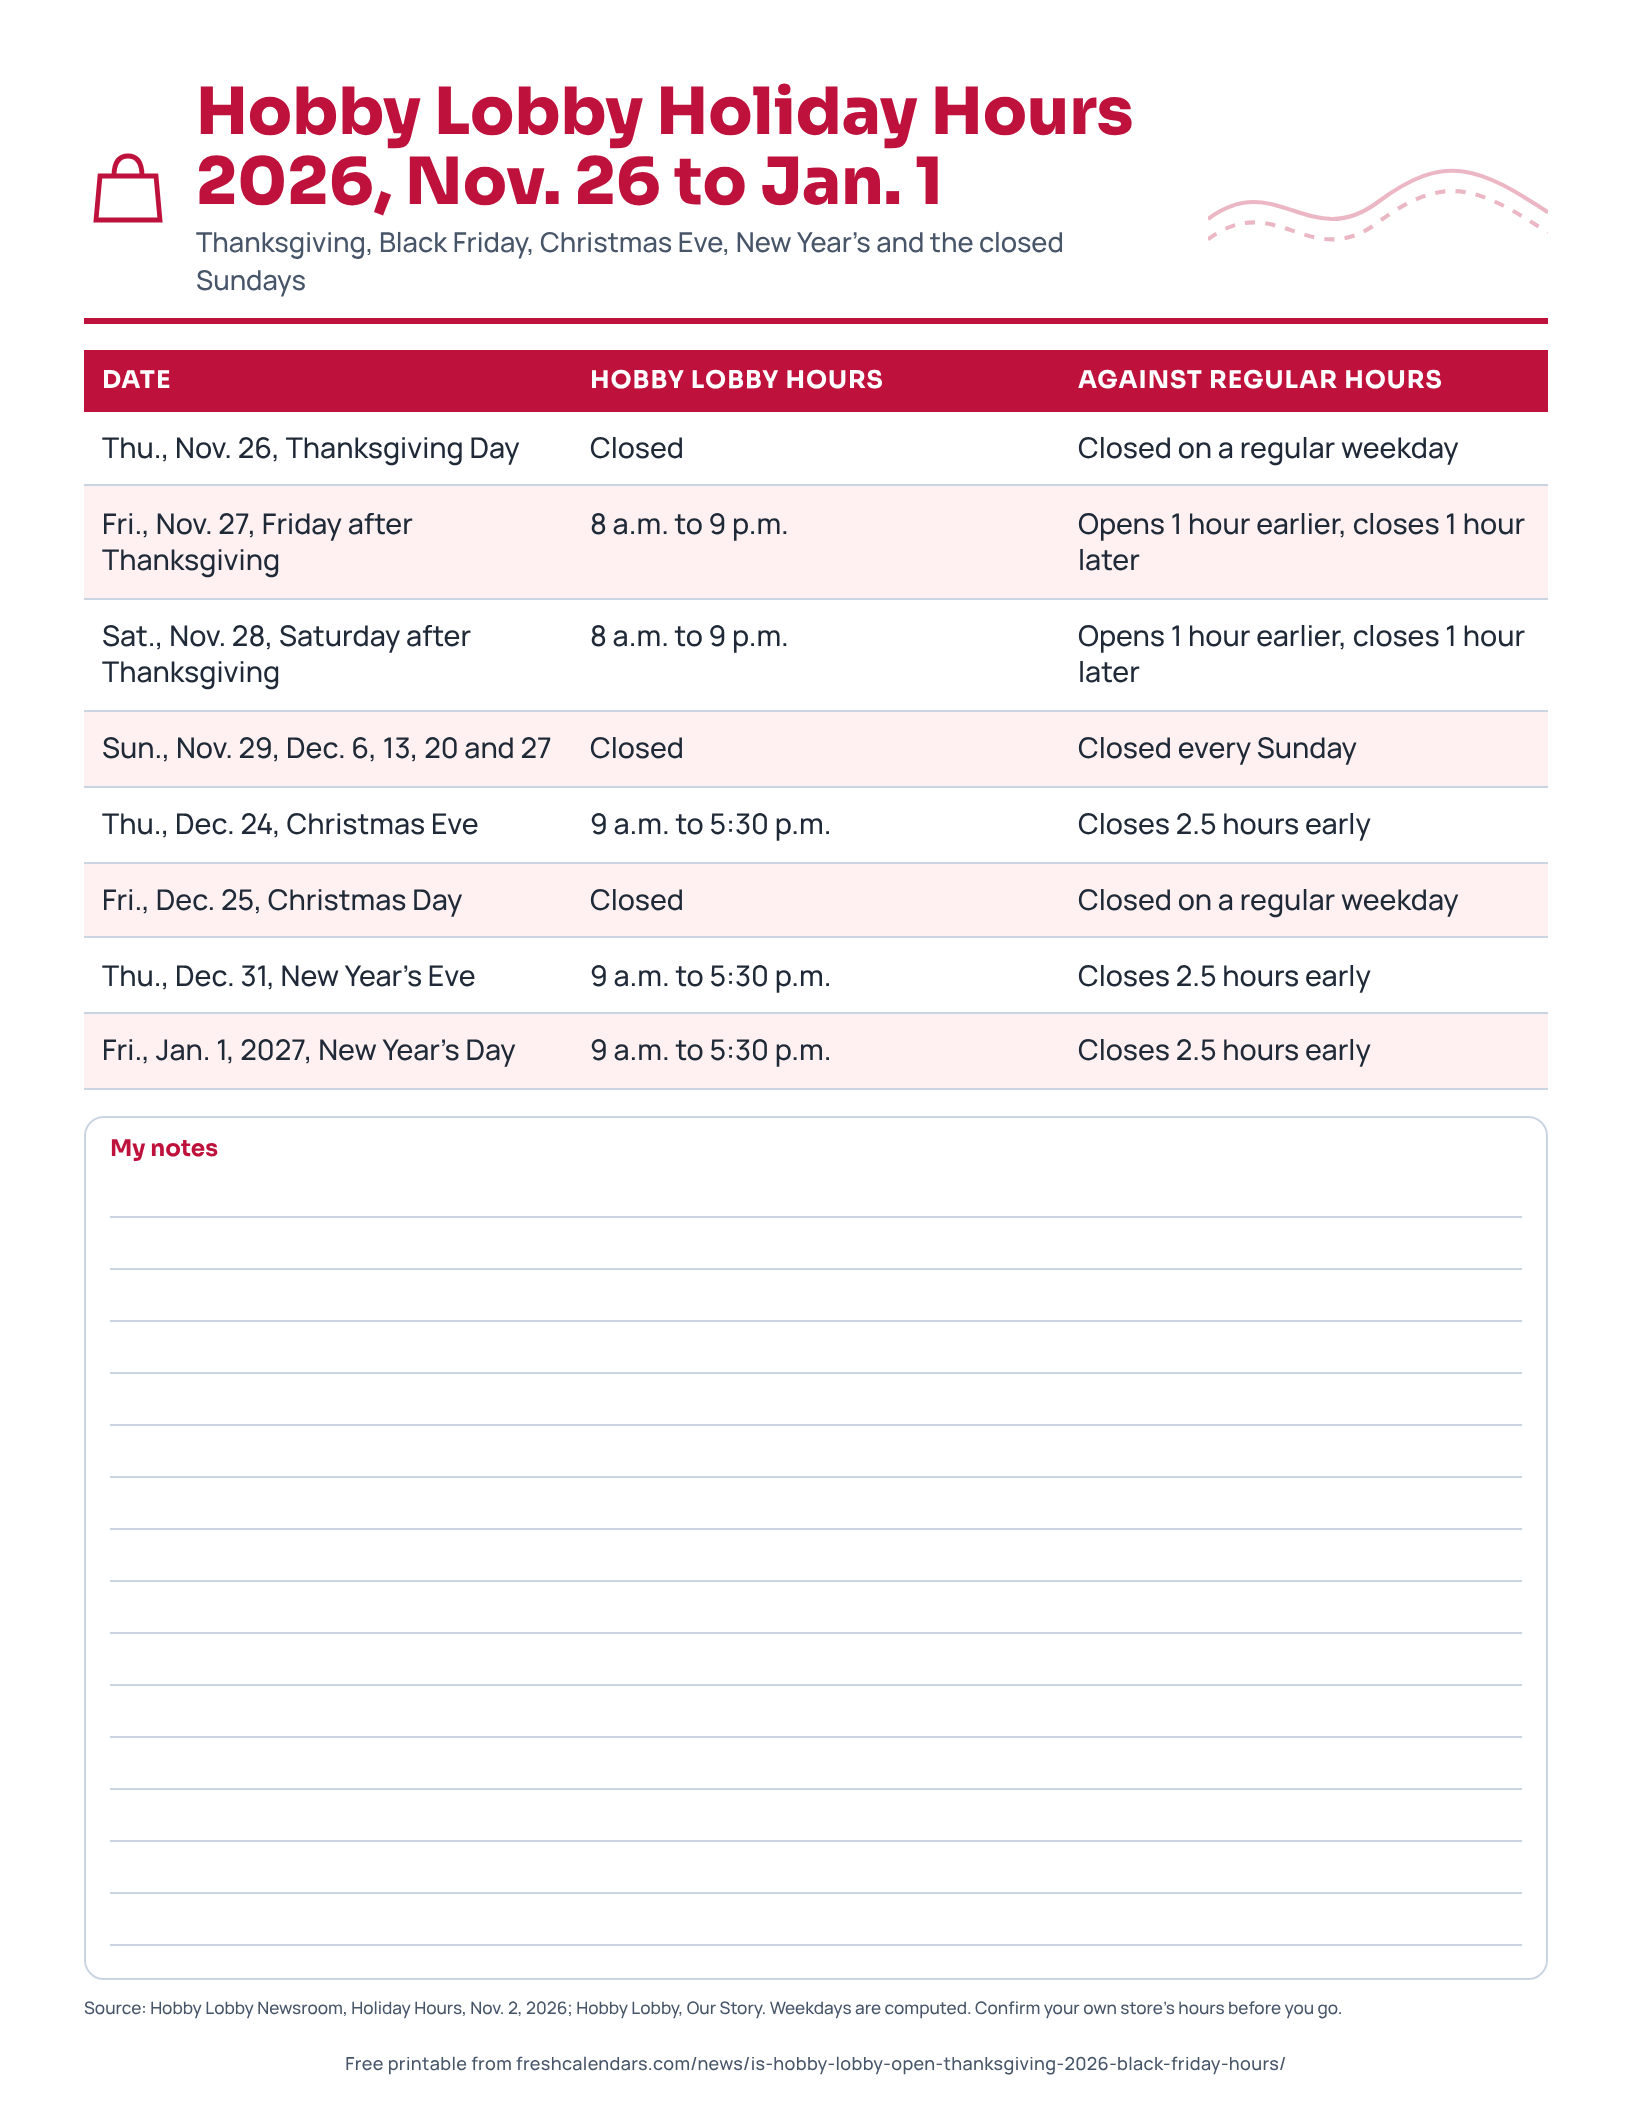 Hobby Lobby Holiday Hours
2026, Nov. 26 to Jan. 1
Thanksgiving, Black Friday, Christmas Eve, New Year’s and the closed
Sundays
DATE HOBBY LOBBY HOURS AGAINST REGULAR HOURS
Thu., Nov. 26, Thanksgiving Day Closed Closed on a regular weekday
Fri., Nov. 27, Friday after 8 a.m. to 9 p.m. Opens 1 hour earlier, closes 1 hour
Thanksgiving later
Sat., Nov. 28, Saturday after 8 a.m. to 9 p.m. Opens 1 hour earlier, closes 1 hour
Thanksgiving later
Sun., Nov. 29, Dec. 6, 13, 20 and 27 Closed Closed every Sunday
Thu., Dec. 24, Christmas Eve 9 a.m. to 5:30 p.m. Closes 2.5 hours early
Fri., Dec. 25, Christmas Day Closed Closed on a regular weekday
Thu., Dec. 31, New Year’s Eve 9 a.m. to 5:30 p.m. Closes 2.5 hours early
Fri., Jan. 1, 2027, New Year’s Day 9 a.m. to 5:30 p.m. Closes 2.5 hours early
My notes
Source: Hobby Lobby Newsroom, Holiday Hours, Nov. 2, 2026; Hobby Lobby, Our Story. Weekdays are computed. Confirm your own store’s hours before you go.
Free printable from freshcalendars.com/news/is-hobby-lobby-open-thanksgiving-2026-black-friday-hours/